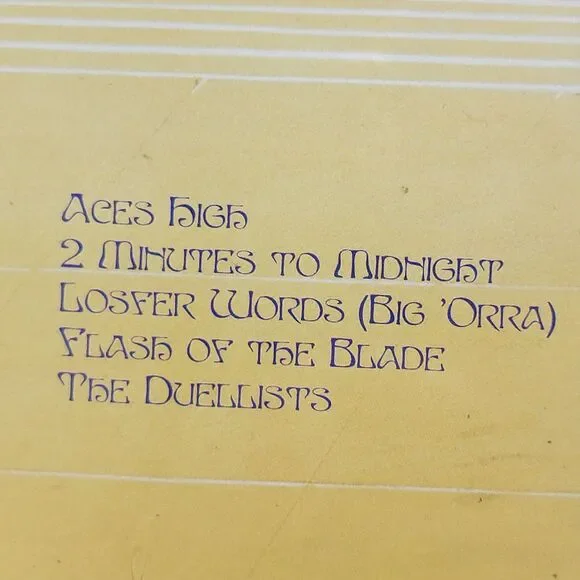 Aces High
2 Minutes to Midnight
Losfer Words (Big 'Orra)
Flash of the Blade
The Duellists